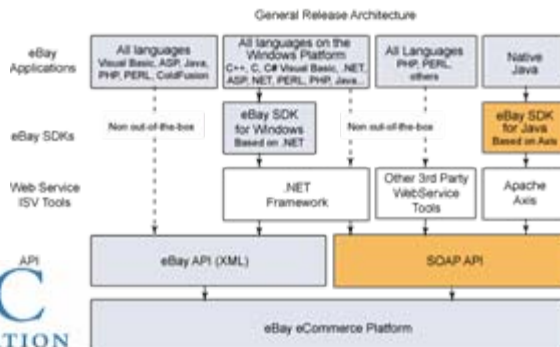 General Release Architecture
eBay
Applications
All languages
Visual Basic, ASP, Java,
PHP, PERL, ColdFusion
All languages on the
Windows Platform
C++, C, C# Visual Basic, .NET,
ASP, NET, PERL, PHP, Java...
All Languages
PHP, PERL,
others
Native
Java
eBay SDKs
Non out-of-the-box
eBay SDK
for Windows
Based on .NET
Non out-of-the-box
eBay SDK
for Java
Based on Axis
Web Service
ISV Tools
.NET
Framework
Other 3rd Party
WebService
Tools
Apache
Axis
API
eBay API (XML)
SOAP API
eBay eCommerce Platform
C
ATION